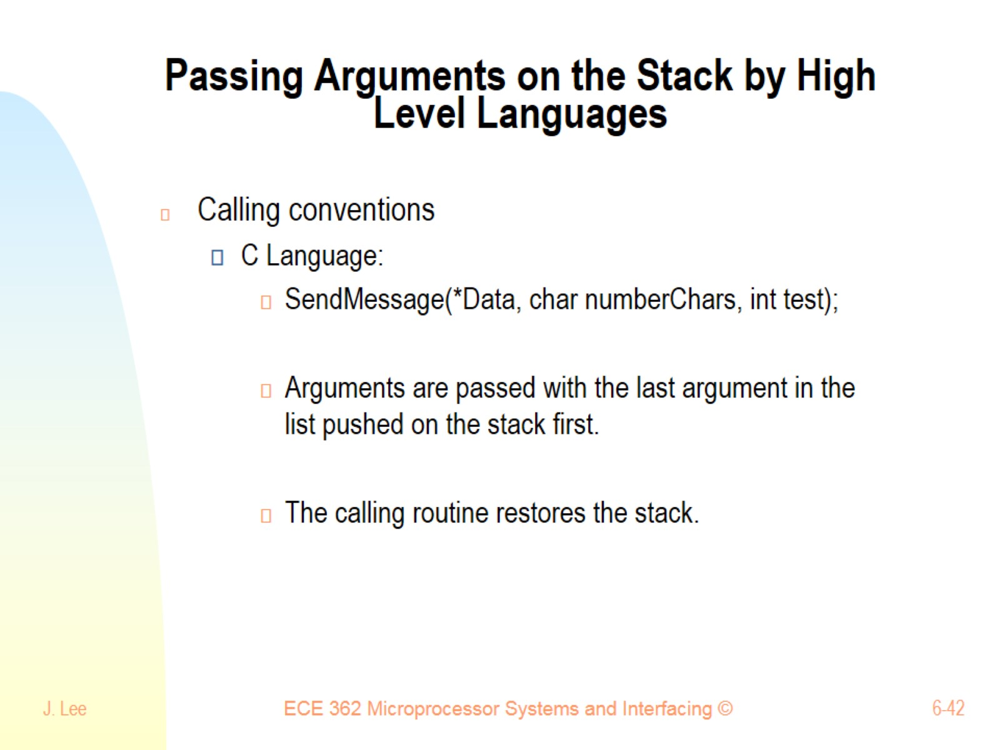 Passing Arguments on the Stack by High
Level Languages
Calling conventions
C Language:
SendMessage(*Data, char numberChars, int test);
Arguments are passed with the last argument in the
list pushed on the stack first.
The calling routine restores the stack.
J. Lee
ECE 362 Microprocessor Systems and Interfacing ©
6-42